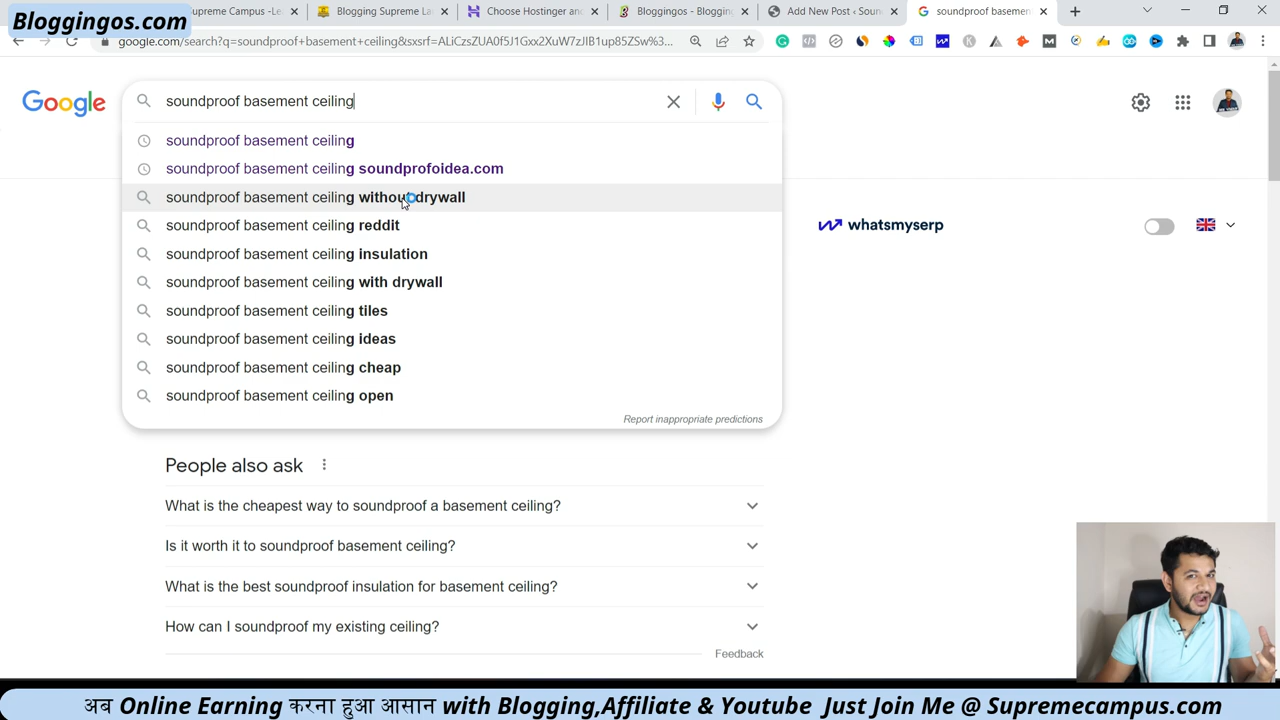 Bloggingos.com
Supreme Campus -Le
Blogging Supreme La
Choose Hostinger an
Bloggingos - Bloggin
Add New Post ‹ Soun
soundproof basemen
google.com/search?q=soundproof+basement+ceiling&sxsrf=
Google
soundproof basement ceiling
soundproof basement ceiling
soundproof basement ceiling soundprofoidea.com
soundproof basement ceiling without drywall
soundproof basement ceiling reddit
soundproof basement ceiling insulation
soundproof basement ceiling with drywall
soundproof basement ceiling tiles
soundproof basement ceiling ideas
soundproof basement ceiling cheap
soundproof basement ceiling open
Report inappropriate predictions
whatsmyserp
People also ask
What is the cheapest way to soundproof a basement ceiling?
Is it worth it to soundproof basement ceiling?
What is the best soundproof insulation for basement ceiling?
How can I soundproof my existing ceiling?
Feedback
अब Online Earning करना हुआ आसान with Blogging,Affiliate & Youtube Just Join Me @ Supremecampus.com